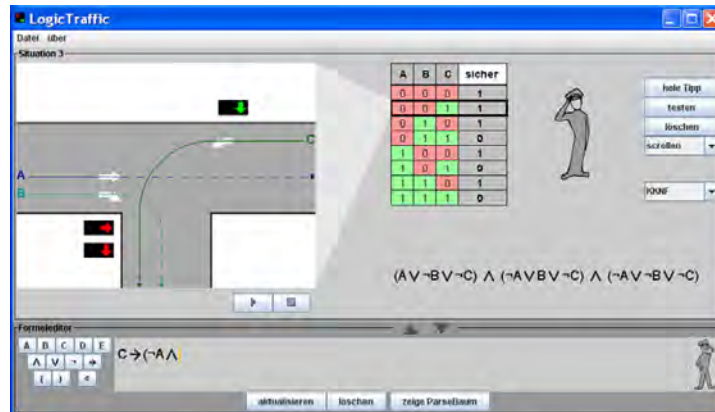 LogicTraffic
Datei über
Situation 3
A B C sicher
0 0 0 1
0 0 1 1
0 1 0 1
0 1 1 0
1 0 0 1
1 0 1 0
1 1 0 1
1 1 1 0
hole Tipp
testen
löschen
scrollen
KKNF
C
A
B
(A∨¬B∨¬C) ∧ (¬A∨B∨¬C) ∧ (¬A∨¬B∨¬C)
Formeleditor
A B C D E
∧ ∨ ¬ →
( )
C→(¬A∧
aktualisieren löschen zeige ParseBaum